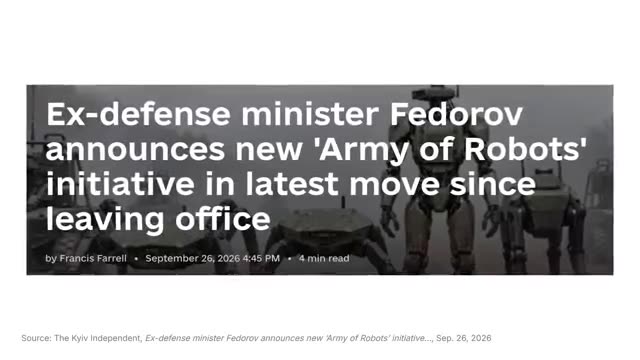 Ex-defense minister Fedorov
announces new 'Army of Robots'
initiative in latest move since
leaving office
by Francis Farrell • September 26, 2026 4:45 PM • 4 min read
Source: The Kyiv Independent, Ex-defense minister Fedorov announces new ‘Army of Robots’ initiative..., Sep. 26, 2026